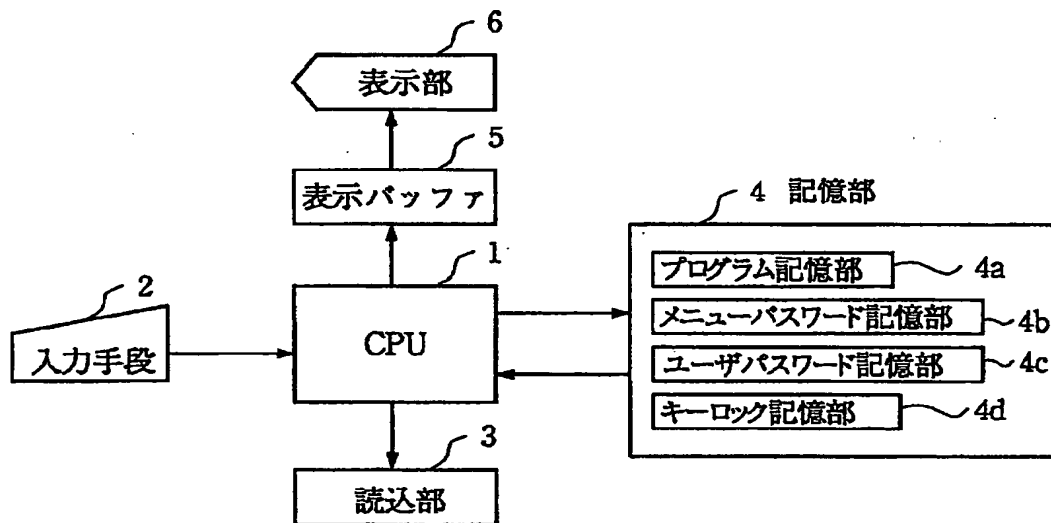 6
表示部
5
表示バッファ
4 記憶部
1
プログラム記憶部
4a
2
メニューパスワード記憶部
4b
入力手段
CPU
ユーザパスワード記憶部
4c
キーロック記憶部
4d
3
読込部